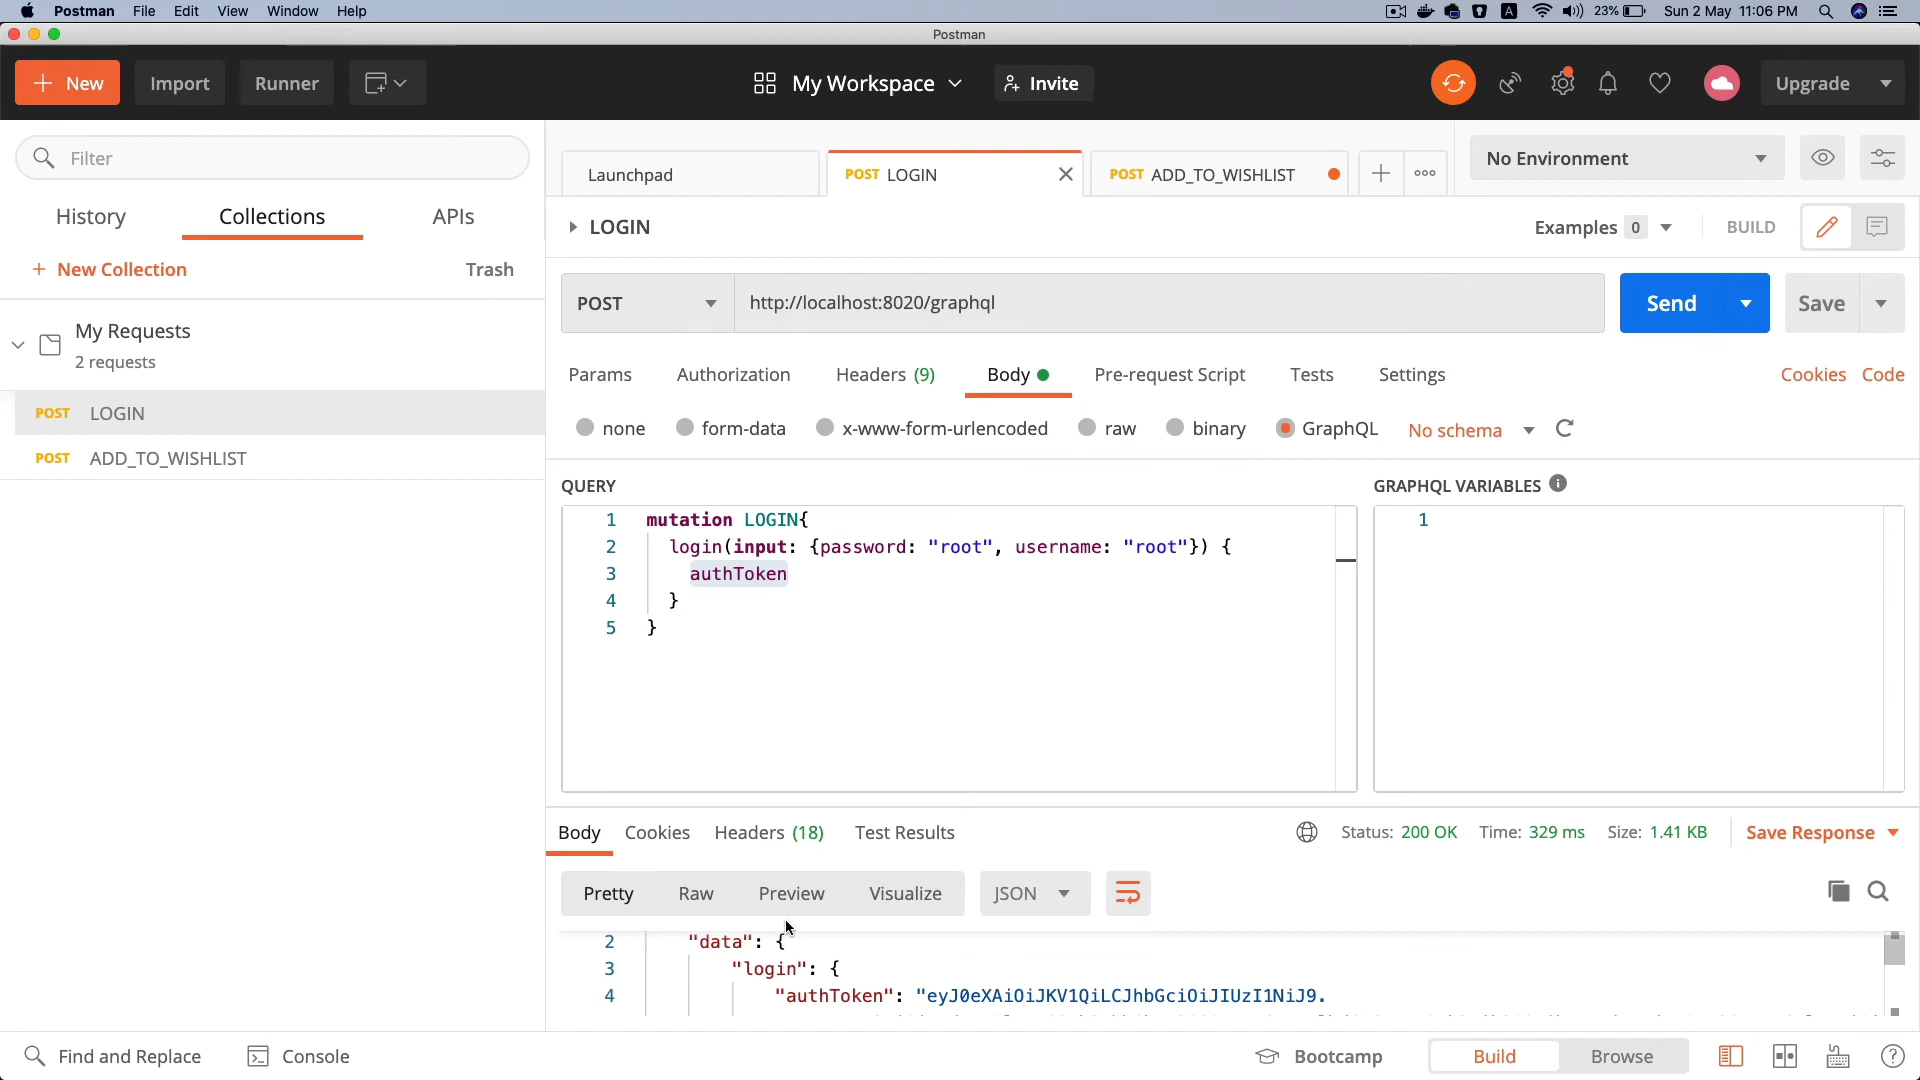 Postman File Edit View Window Help
A 23% Sun 2 May 11:06 PM
Postman
New Import Runner My Workspace Invite Upgrade
Filter
Launchpad POST LOGIN POST ADD_TO_WISHLIST No Environment
History Collections APIs
LOGIN Examples 0 BUILD
+ New Collection Trash
POST http://localhost:8020/graphql Send Save
My Requests
2 requests
Params Authorization Headers (9) Body Pre-request Script Tests Settings Cookies Code
POST LOGIN
none form-data x-www-form-urlencoded raw binary GraphQL No schema
POST ADD_TO_WISHLIST
QUERY GRAPHQL VARIABLES
1 mutation LOGIN{
2 login(input: {password: "root", username: "root"}) {
3 authToken
4 }
5 }
1
Body Cookies Headers (18) Test Results Status: 200 OK Time: 329 ms Size: 1.41 KB Save Response
Pretty Raw Preview Visualize JSON
2 "data": {
3 "login": {
4 "authToken": "eyJ0eXAiOiJKV1QiLCJhbGciOiJIUzI1NiJ9.
Find and Replace Console Bootcamp Build Browse